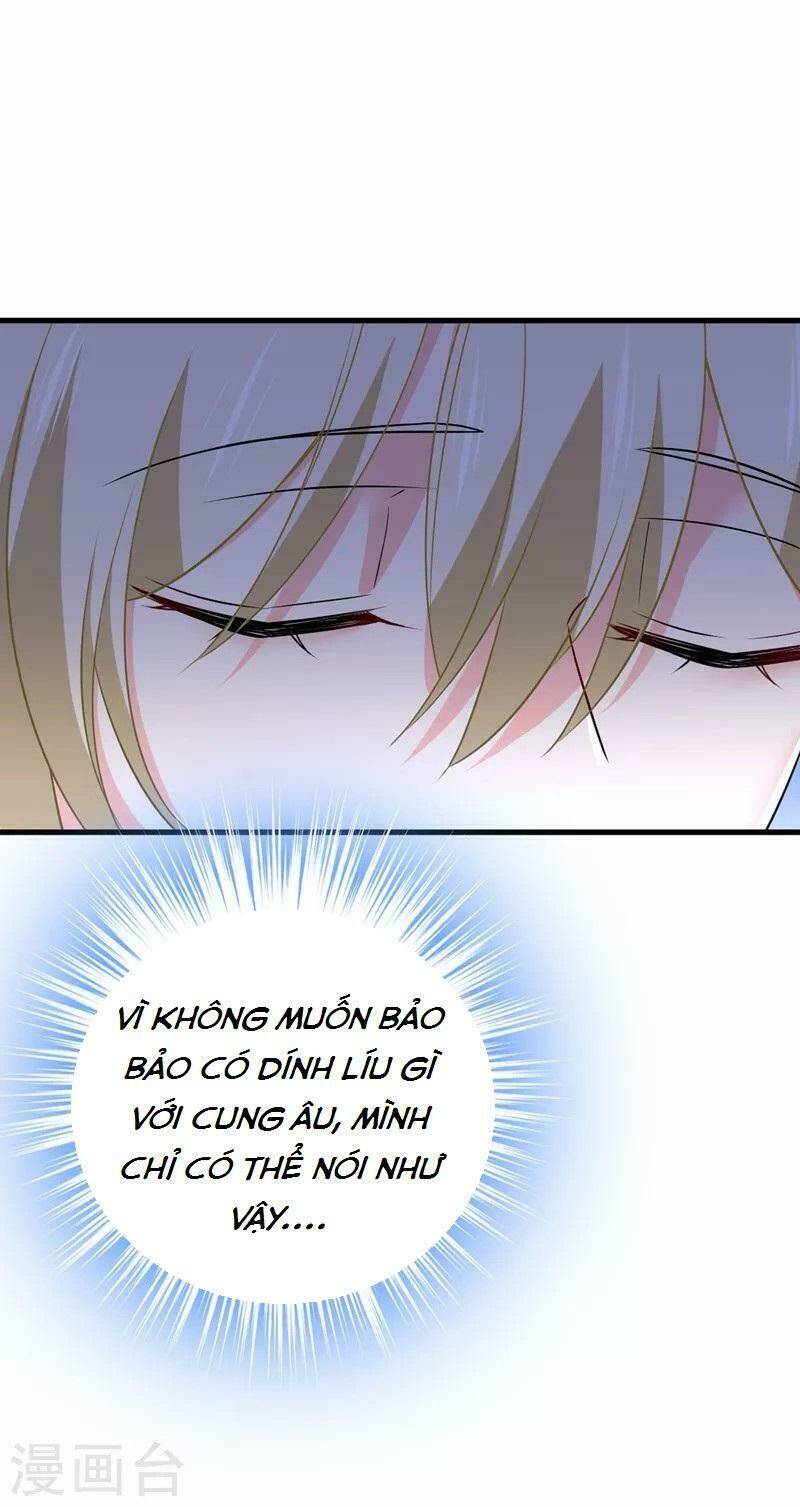 VÌ KHÔNG MUỐN BẢO
BẢO CÓ DÍNH LÍU GÌ
VỚI CUNG ÂU, MÌNH
CHỈ CÓ THỂ NÓI NHƯ
VẬY....
漫画台